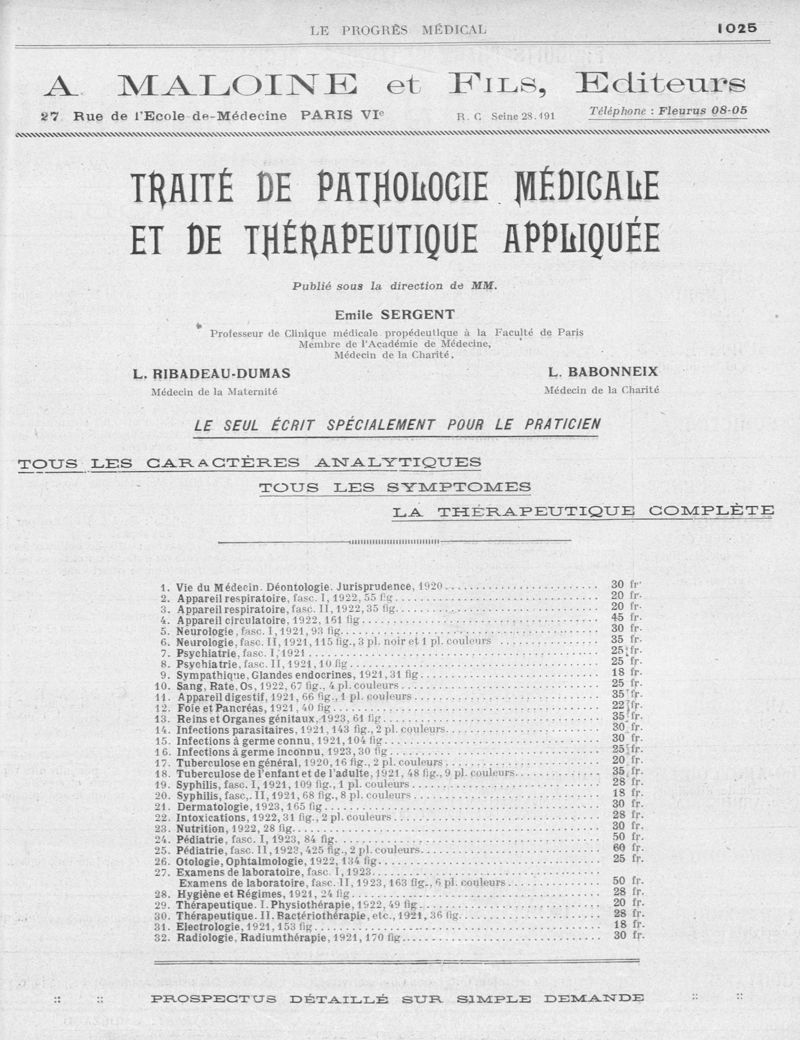 LE PROGRÈS MÉDICAL 1025
A. MALOINE et FILS, Editeurs
27 Rue de l'Ecole-de-Médecine PARIS VIe R. C. Seine 28.191 Téléphone : Fleurus 08-05
TRAITÉ DE PATHOLOGIE MÉDICALE
ET DE THÉRAPEUTIQUE APPLIQUÉE
Publié sous la direction de MM.
Emile SERGENT
Professeur de Clinique médicale propédeutique à la Faculté de Paris
Membre de l'Académie de Médecine,
Médecin de la Charité.
L. RIBADEAU-DUMAS L. BABONNEIX
Médecin de la Maternité Médecin de la Charité
LE SEUL ÉCRIT SPÉCIALEMENT POUR LE PRATICIEN
TOUS LES CARACTÈRES ANALYTIQUES
TOUS LES SYMPTOMES
LA THÉRAPEUTIQUE COMPLÈTE
1. Vie du Médecin. Déontologie. Jurisprudence, 1920 30 fr.
2. Appareil respiratoire, fasc. I, 1922, 55 fig. 20 fr.
3. Appareil respiratoire, fasc. II, 1922, 35 fig. 20 fr.
4. Appareil circulatoire, 1922, 161 fig 45 fr.
5. Neurologie, fasc. I, 1921, 93 fig. 30 fr.
6. Neurologie, fasc. II, 1921, 115 fig., 3 pl. noir et 1 pl. couleurs 35 fr.
7. Psychiatrie, fasc. I, 1921 25 fr.
8. Psychiatrie, fasc. II, 1921, 10 fig 25 fr.
9. Sympathique, Glandes endocrines, 1921, 31 fig 18 fr.
10. Sang, Rate, Os, 1922, 67 fig., 4 pl. couleurs 25 fr.
11. Appareil digestif, 1921, 66 fig., 1 pl. couleurs 35 fr.
12. Foie et Pancréas, 1921, 40 fig 22 fr.
13. Reins et Organes génitaux, 1923, 61 fig 35 fr.
14. Infections parasitaires, 1921, 143 fig., 2 pl. couleurs 30 fr.
15. Infections à germe connu, 1921, 104 fig 30 fr.
16. Infections à germe inconnu, 1923, 30 fig 25 fr.
17. Tuberculose en général, 1920, 16 fig., 2 pl. couleurs 20 fr.
18. Tuberculose de l'enfant et de l'adulte, 1921, 48 fig., 9 pl. couleurs 35 fr.
19. Syphilis, fasc. I, 1921, 109 fig., 1 pl. couleurs 28 fr.
20. Syphilis, fasc. II, 1921, 68 fig., 8 pl. couleurs 18 fr.
21. Dermatologie, 1923, 165 fig 30 fr.
22. Intoxications, 1922, 31 fig., 2 pl. couleurs 28 fr.
23. Nutrition, 1922, 28 fig. 30 fr.
24. Pédiatrie, fasc. I, 1923, 84 fig. 50 fr.
25. Pédiatrie, fasc. II, 1923, 425 fig., 2 pl. couleurs 60 fr.
26. Otologie, Ophtalmologie, 1922, 134 fig. 25 fr.
27. Examens de laboratoire, fasc. I, 1923
Examens de laboratoire, fasc. II, 1923, 163 fig., 6 pl. couleurs 50 fr.
28. Hygiène et Régimes, 1921, 24 fig. 28 fr.
29. Thérapeutique. I. Physiothérapie, 1922, 49 fig. 20 fr.
30. Thérapeutique. II. Bactériothérapie, etc., 1921, 36 fig. 28 fr.
31. Electrologie, 1921, 153 fig. 18 fr.
32. Radiologie, Radiumthérapie, 1921, 170 fig 30 fr.
:: :: PROSPECTUS DÉTAILLÉ SUR SIMPLE DEMANDE :: ::